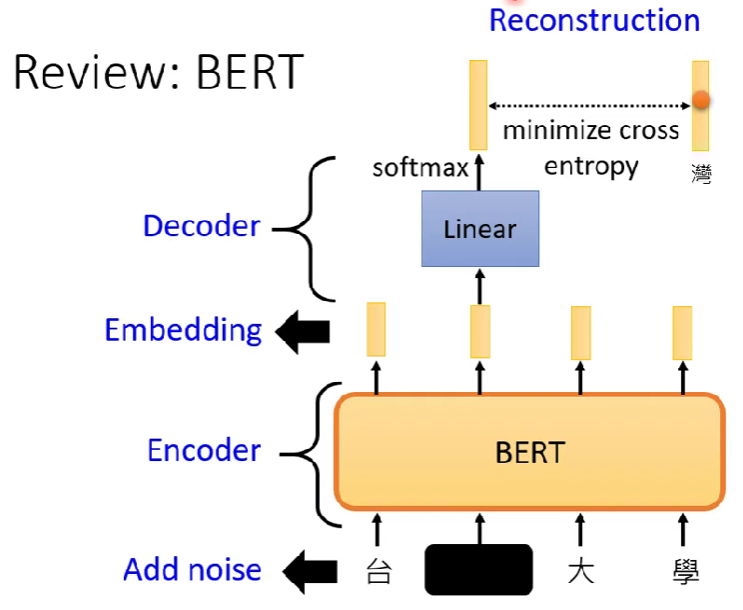 Reconstruction
Review: BERT
minimize cross
entropy
softmax
灣
Decoder
Linear
Embedding
Encoder
BERT
Add noise
台
大
學